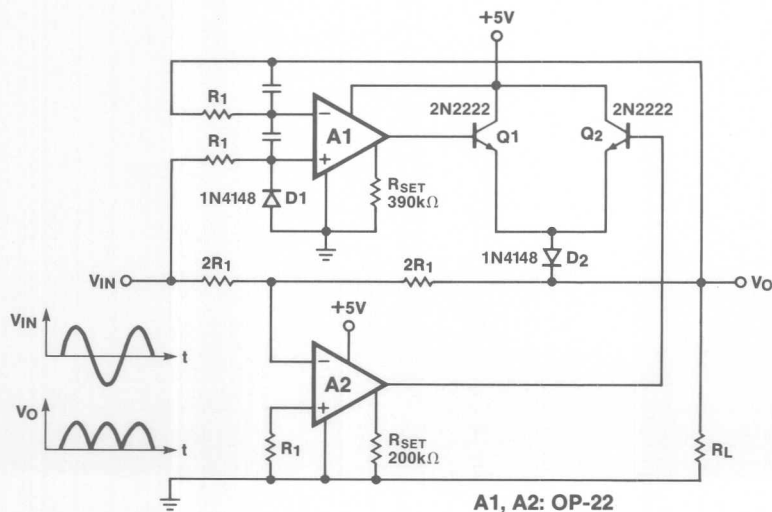 +5V
R1
2N2222
2N2222
A1
Q1
Q2
R1
RSET
390kΩ
1N4148
D1
1N4148
D2
2R1
2R1
VIN
VO
+5V
VIN
t
A2
VO
t
R1
RSET
200kΩ
RL
A1, A2: OP-22